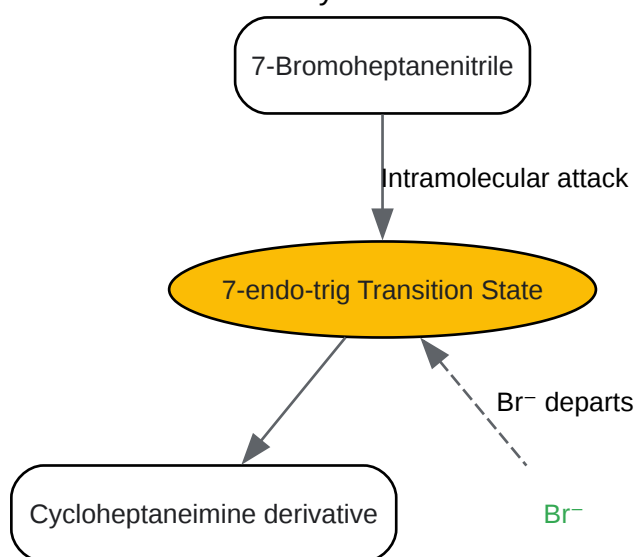 7-Bromoheptanenitrile
Intramolecular attack
7-endo-trig Transition State
Br⁻ departs
Cycloheptaneimine derivative
Br⁻